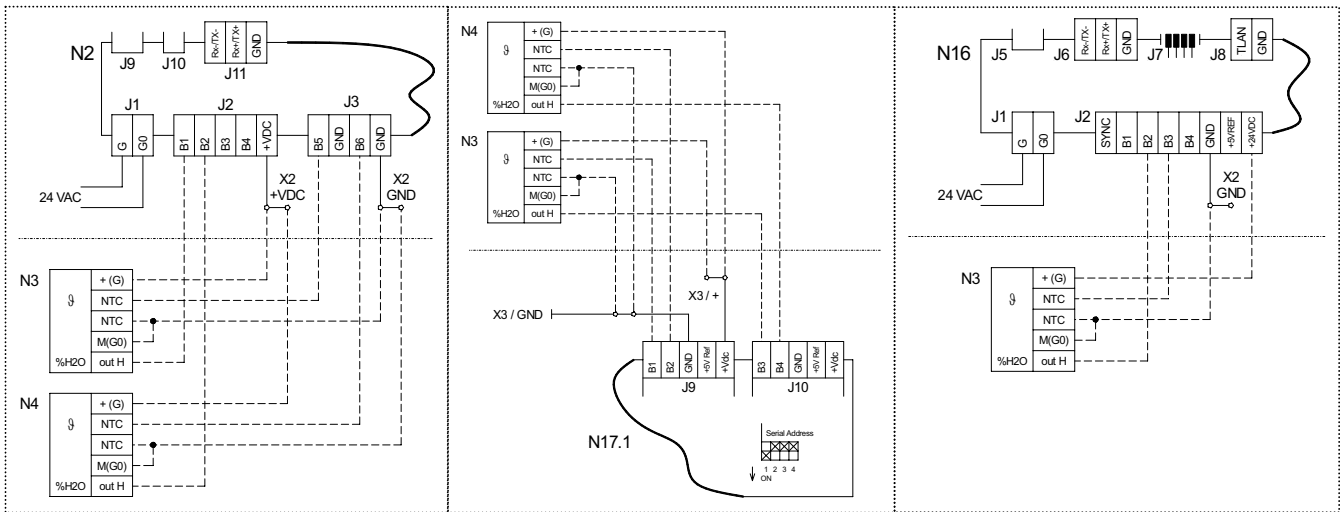 N2
J9
J10
Rx-/TX-
Rx+/TX+
GND
J11
J1
J2
J3
G
G0
B1
B2
B3
B4
+VDC
B5
GND
B6
GND
24 VAC
X2
+VDC
X2
GND
N3
ϑ
%H2O
+ (G)
NTC
NTC
M(G0)
out H
N4
ϑ
%H2O
+ (G)
NTC
NTC
M(G0)
out H
N4
ϑ
%H2O
+ (G)
NTC
NTC
M(G0)
out H
N3
ϑ
%H2O
+ (G)
NTC
NTC
M(G0)
out H
X3 / +
X3 / GND
B1
B2
GND
+5V Ref
+Vdc
B3
B4
GND
+5V Ref
+Vdc
J9
J10
N17.1
Serial Address
1 2 3 4
ON
N16
J5
J6
Rx-/TX-
Rx+/TX+
GND
J7
J8
TLAN
GND
J1
J2
G
G0
SYNC
B1
B2
B3
B4
GND
+5VREF
+24VDC
24 VAC
X2
GND
N3
ϑ
%H2O
+ (G)
NTC
NTC
M(G0)
out H